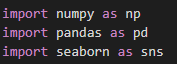 import numpy as np
import pandas as pd
import seaborn as sns